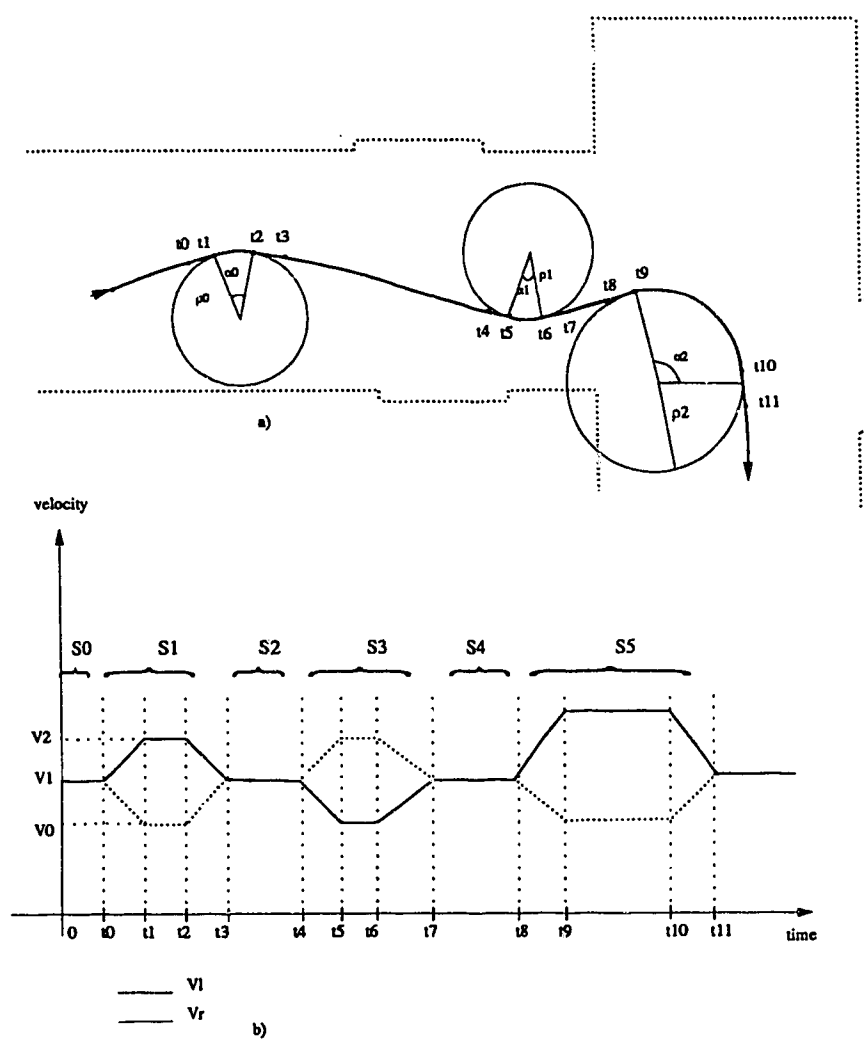 t0 t1 t2 t3
α0
ρ0
ρ1
α1
t4 t5 t6 t7 t8 t9
α2
t10
ρ2
t11
a)
velocity
S0 S1 S2 S3 S4 S5
V2
V1
V0
0 t0 t1 t2 t3 t4 t5 t6 t7 t8 t9 t10 t11 time
Vl
Vr
b)